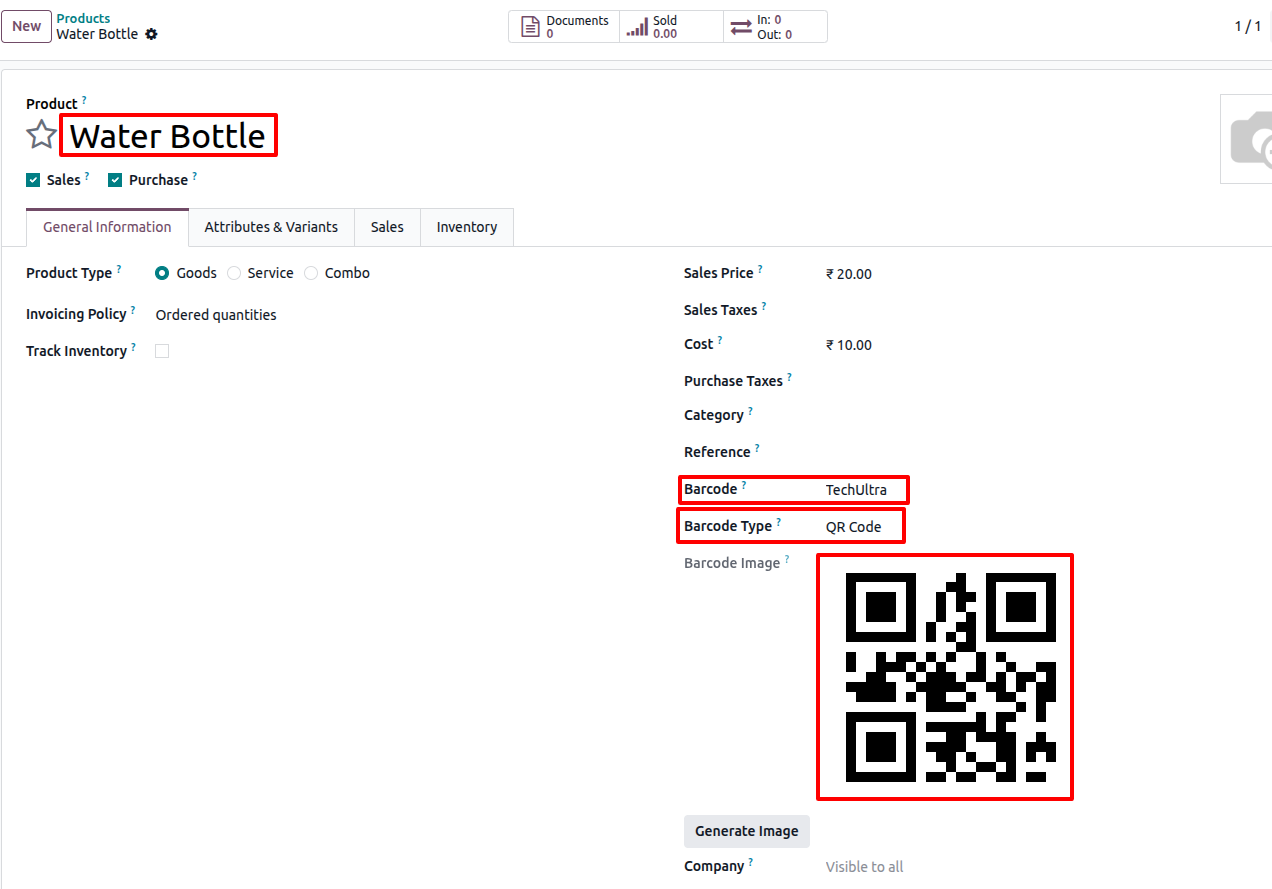 New
Products
Water Bottle
Documents
0
Sold
0.00
In: 0
Out: 0
1 / 1
Product ?
Water Bottle
Sales ? Purchase ?
General Information Attributes & Variants Sales Inventory
Product Type ? Goods Service Combo
Invoicing Policy ? Ordered quantities
Track Inventory ?
Sales Price ? ₹ 20.00
Sales Taxes ?
Cost ? ₹ 10.00
Purchase Taxes ?
Category ?
Reference ?
Barcode ? TechUltra
Barcode Type ? QR Code
Barcode Image ?
Generate Image
Company ? Visible to all